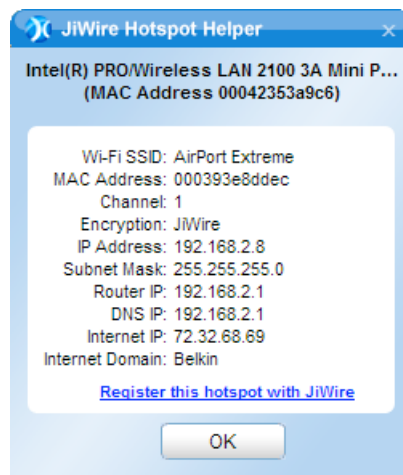 JiWire Hotspot Helper
Intel(R) PRO/Wireless LAN 2100 3A Mini P...
(MAC Address 00042353a9c6)
Wi-Fi SSID: AirPort Extreme
MAC Address: 000393e8ddec
Channel: 1
Encryption: JiWire
IP Address: 192.168.2.8
Subnet Mask: 255.255.255.0
Router IP: 192.168.2.1
DNS IP: 192.168.2.1
Internet IP: 72.32.68.69
Internet Domain: Belkin
Register this hotspot with JiWire
OK